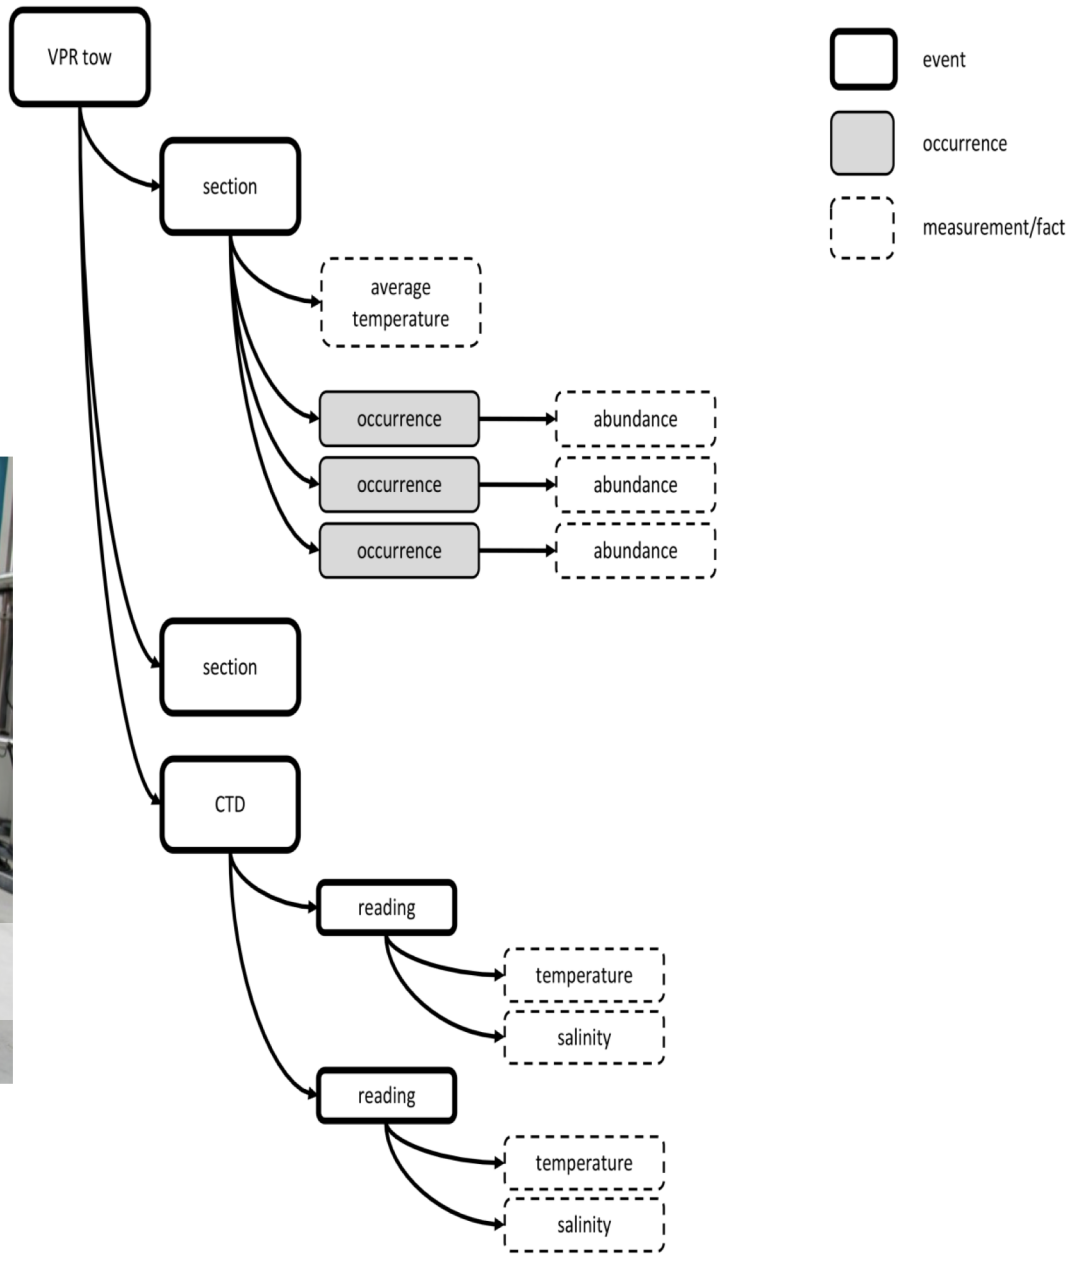 VPR tow
event
occurrence
measurement/fact
section
average
temperature
occurrence
abundance
occurrence
abundance
occurrence
abundance
section
CTD
reading
temperature
salinity
reading
temperature
salinity